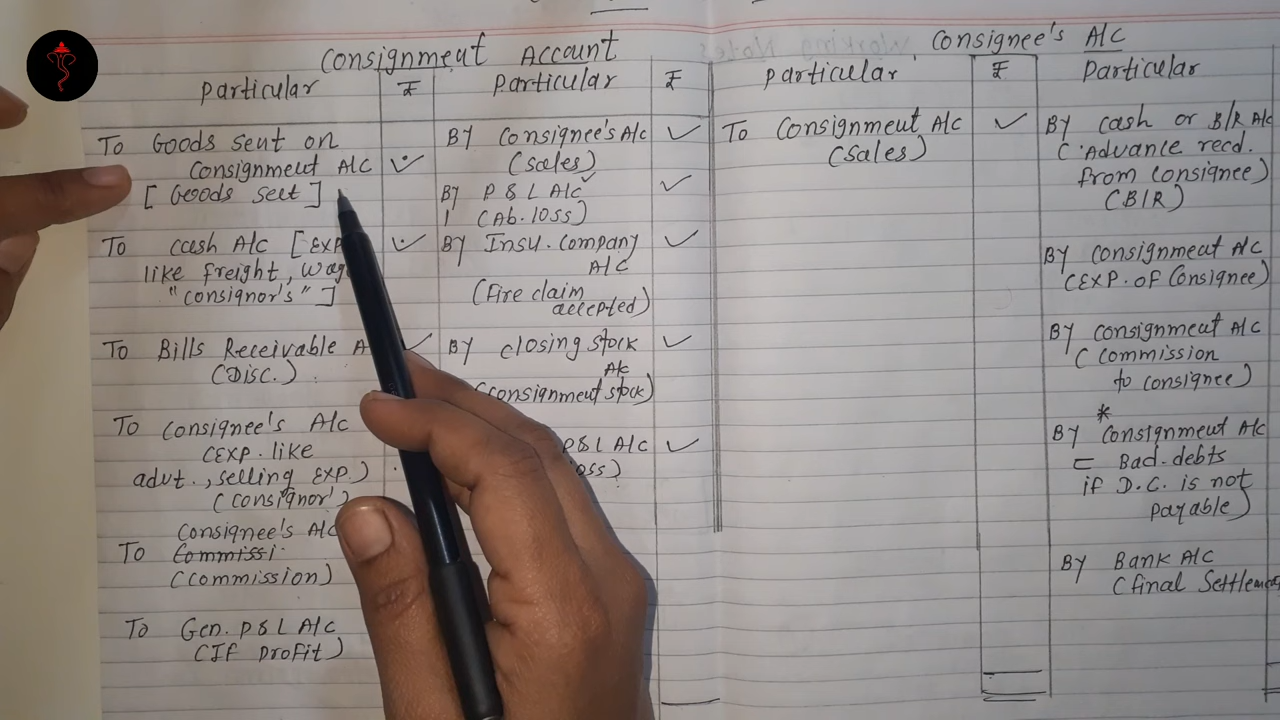 Consignment Account
Particular ₹ Particular ₹
To Goods sent on
Consignment A/c
[Goods sent]
To Cash A/c [Exp
like freight, wag
"consignor's"]
To Bills Receivable A
(Disc.)
To Consignee's A/c
(Exp. like
advt., selling Exp.)
(consignor')
Consignee's A/c
To Commissi
(Commission)
To Gen. P&L A/c
(If Profit)
By Consignee's A/c
(Sales)
By P&L A/c
(Ab. loss)
By Insu. Company
A/c
(Fire claim
accepted)
By closing stock
A/c
(consignment stock)
P&L A/c
oss)
Consignee's A/c
Particular ₹ Particular
To Consignment A/c
(Sales)
By Cash or B/R A/c
(Advance recd.
from consignee)
(B/R)
By Consignment A/c
(Exp. of Consignee)
By Consignment A/c
(commission
to consignee)
*
By Consignment A/c
( Bad. debts
if D.C. is not
payable)
By Bank A/c
(final Settlemen